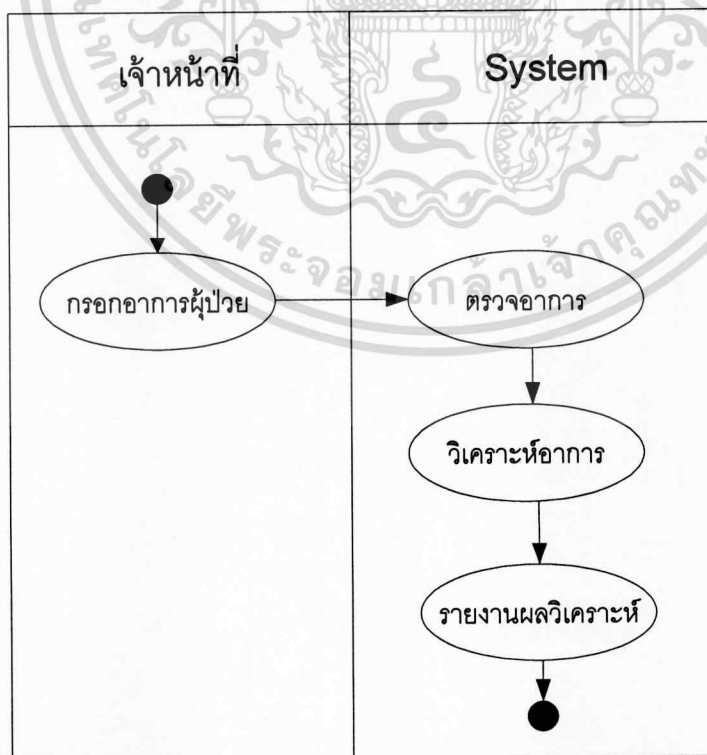 เจ้าหน้าที่
System
กรอกอาการผู้ป่วย
ตรวจอาการ
วิเคราะห์อาการ
รายงานผลวิเคราะห์